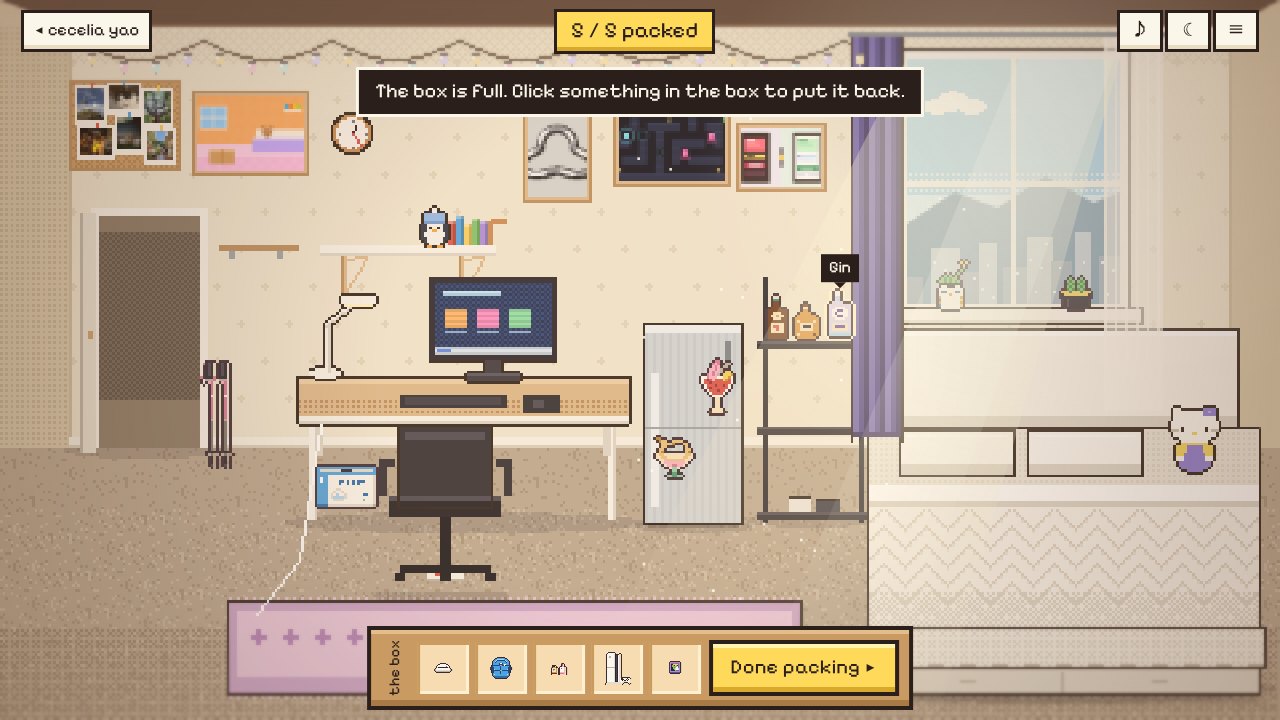 ◂ cecelia yao
5 / 5 packed
The box is full. Click something in the box to put it back.
Gin
the box
Done packing ▸